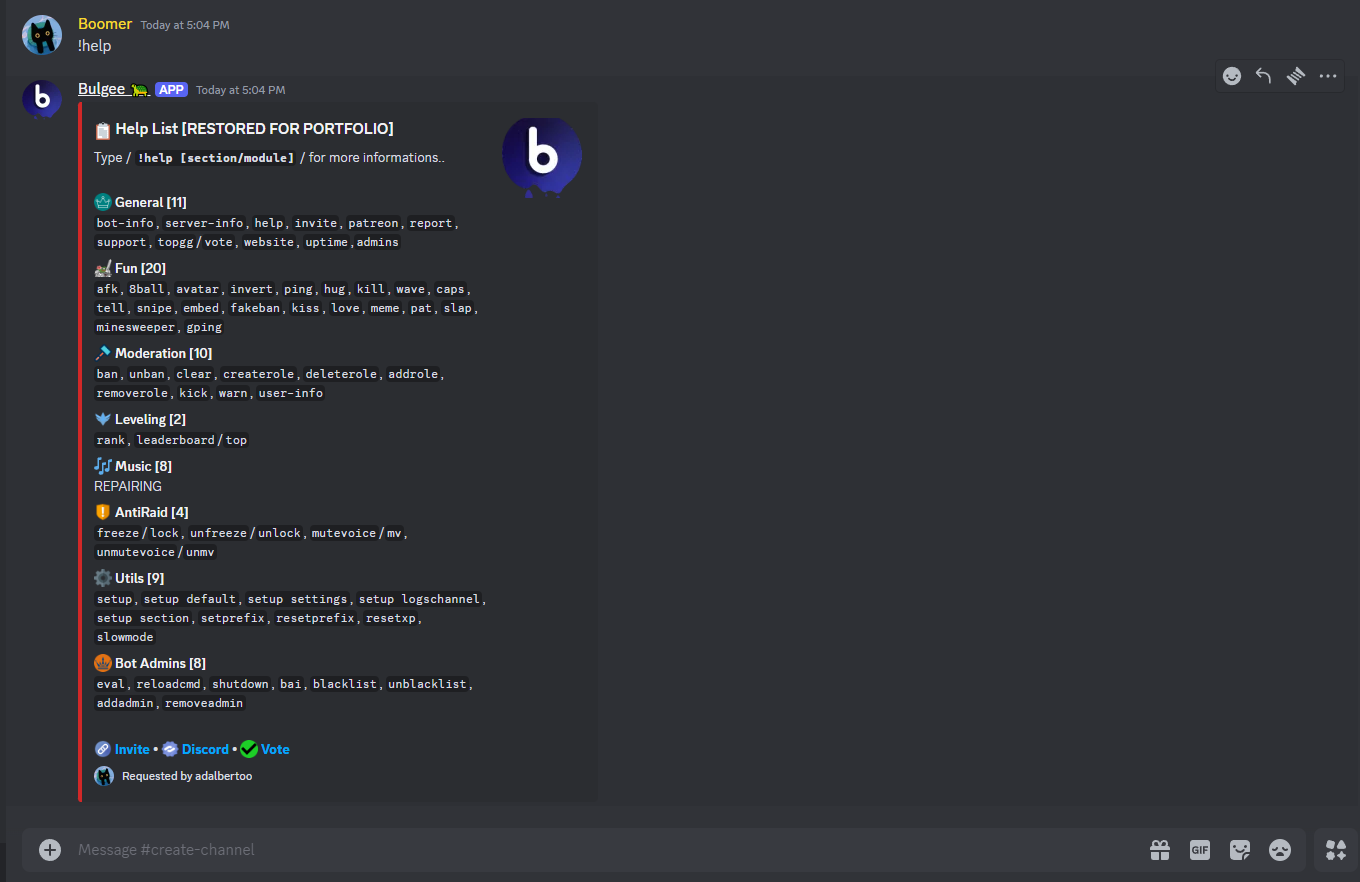 Boomer Today at 5:04 PM
!help
Bulgee 🐢 APP Today at 5:04 PM
b
Help List [RESTORED FOR PORTFOLIO]
Type / !help [section/module] / for more informations..
b
General [11]
bot-info, server-info, help, invite, patreon, report,
support, topgg/vote, website, uptime,admins
Fun [20]
afk, 8ball, avatar, invert, ping, hug, kill, wave, caps,
tell, snipe, embed, fakeban, kiss, love, meme, pat, slap,
minesweeper, gping
Moderation [10]
ban, unban, clear, createrole, deleterole, addrole,
removerole, kick, warn, user-info
Leveling [2]
rank, leaderboard/top
Music [8]
REPAIRING
AntiRaid [4]
freeze/lock, unfreeze/unlock, mutevoice/mv,
unmutevoice/unmv
Utils [9]
setup, setup default, setup settings, setup logschannel,
setup section, setprefix, resetprefix, resetxp,
slowmode
Bot Admins [8]
eval, reloadcmd, shutdown, bai, blacklist, unblacklist,
addadmin, removeadmin
Invite • Discord • Vote
Requested by adalbertoo
Message #create-channel
GIF